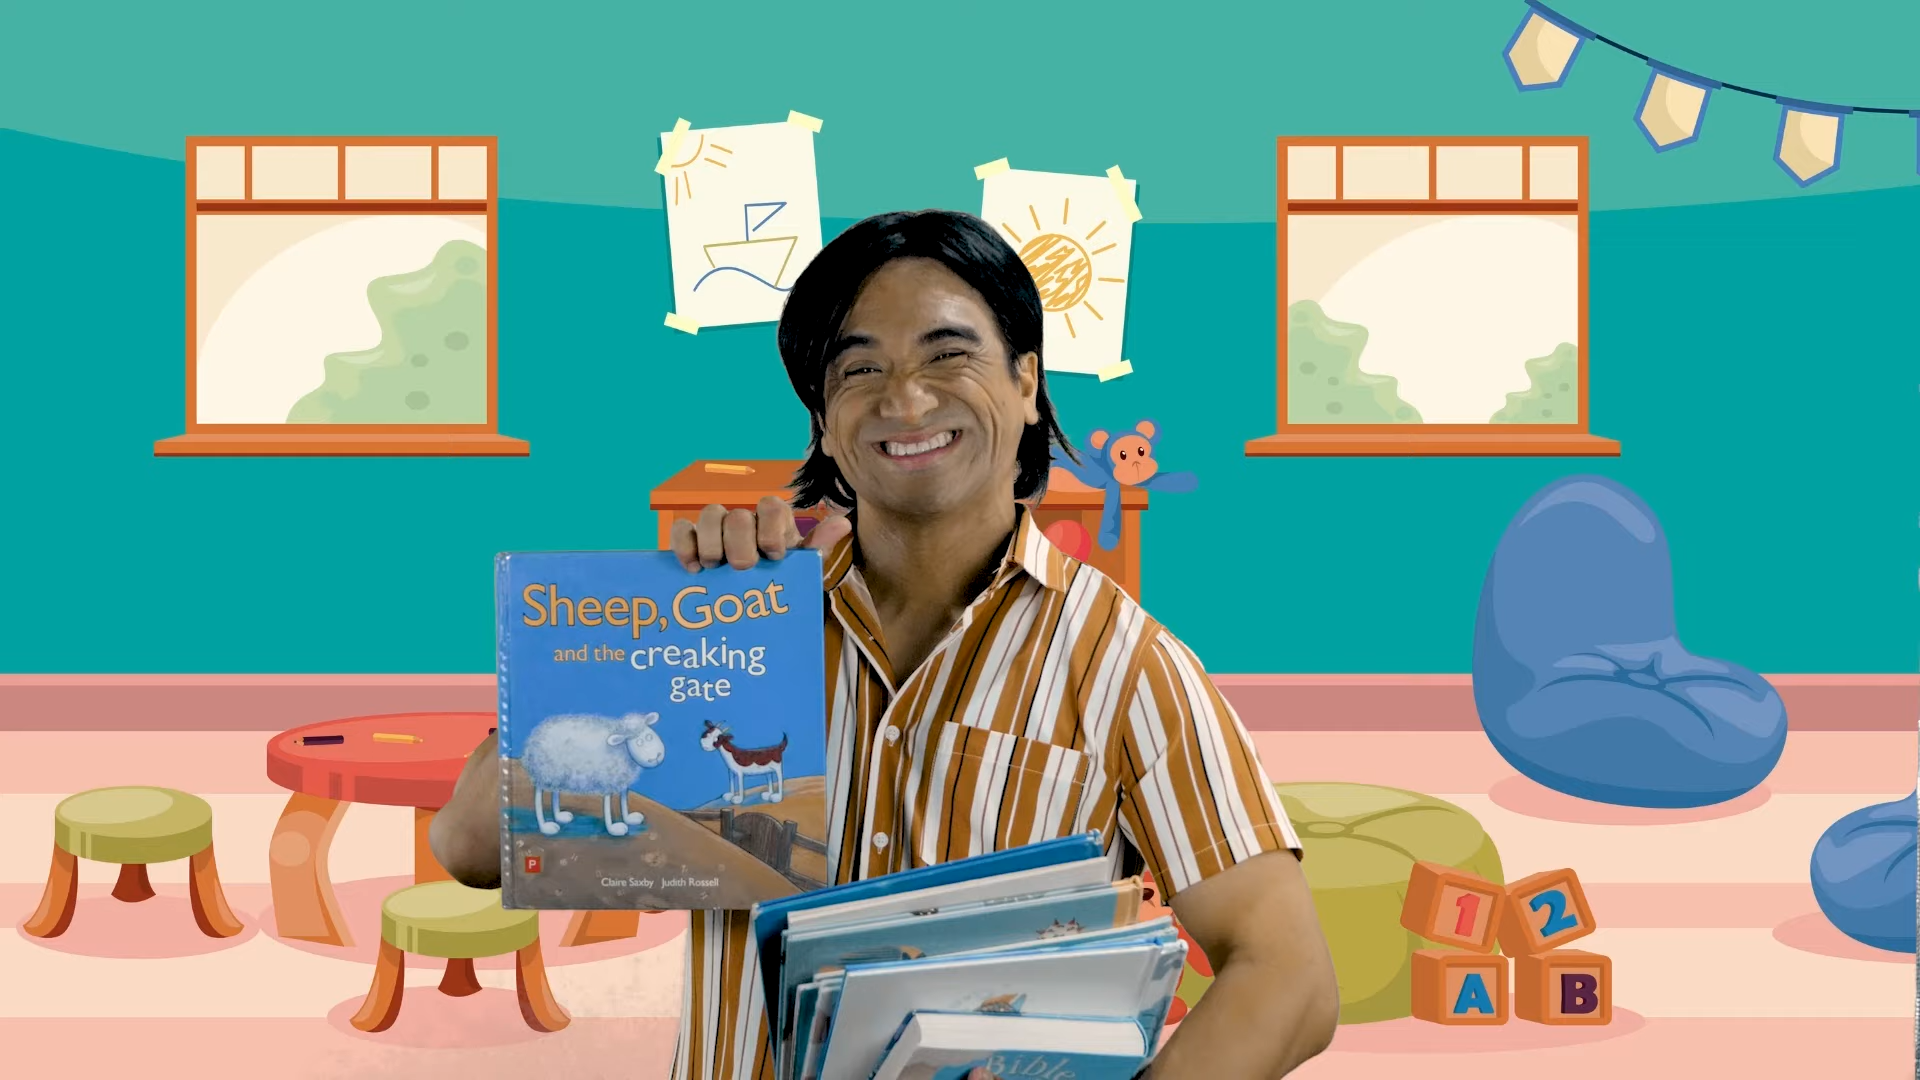 Sheep, Goat
and the creaking
gate
P
Claire Saxby Judith Rossell
Bible
1 2
A B